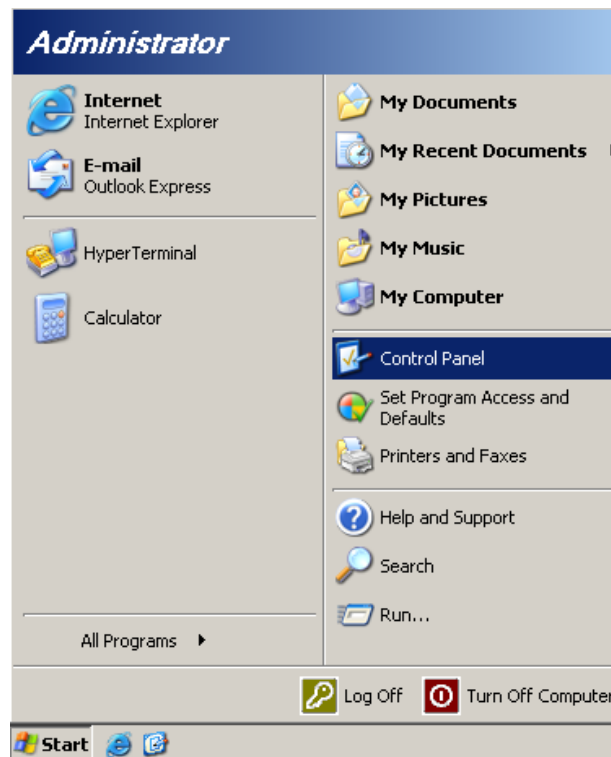 Administrator
Internet
Internet Explorer
E-mail
Outlook Express
HyperTerminal
Calculator
All Programs
My Documents
My Recent Documents
My Pictures
My Music
My Computer
Control Panel
Set Program Access and
Defaults
Printers and Faxes
Help and Support
Search
Run...
Log Off
Turn Off Computer
Start